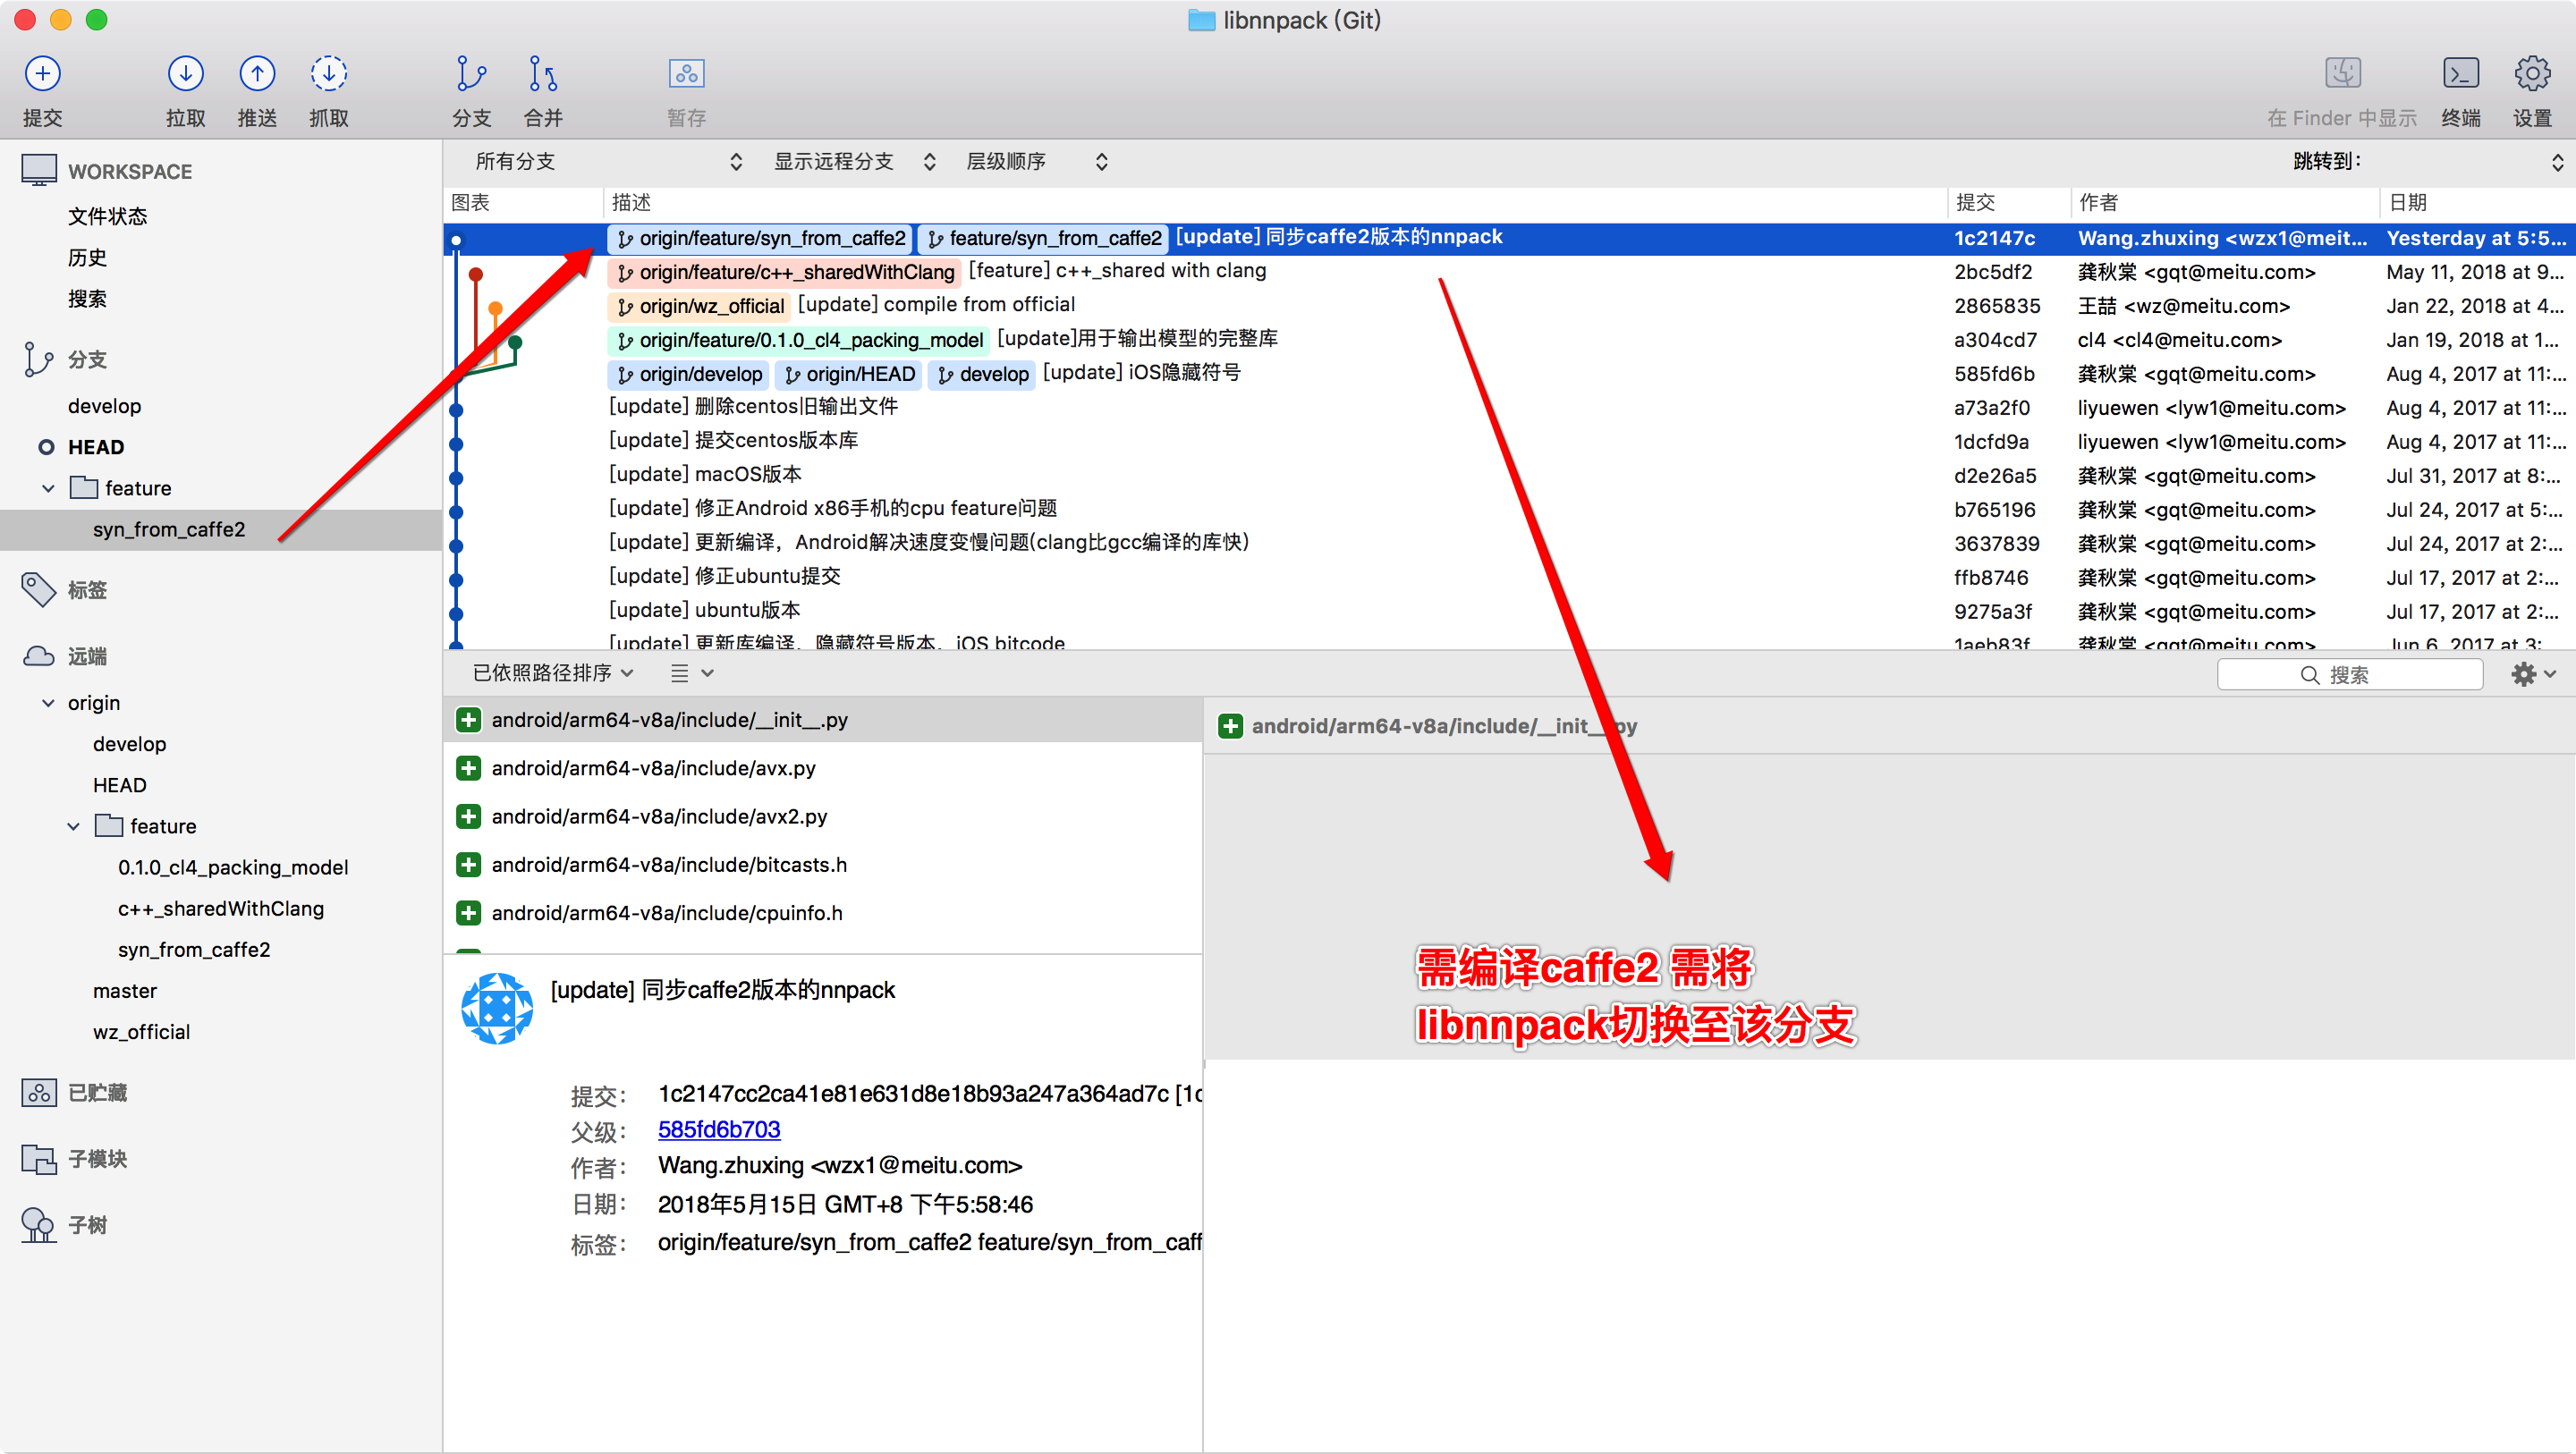 libnnpack (Git)
提交
拉取
推送
抓取
分支
合并
暂存
在 Finder 中显示
终端
设置
WORKSPACE
文件状态
历史
搜索
分支
develop
HEAD
feature
syn_from_caffe2
标签
远端
origin
develop
HEAD
feature
0.1.0_cl4_packing_model
c++_sharedWithClang
syn_from_caffe2
master
wz_official
已贮藏
子模块
子树
所有分支 显示远程分支 层级顺序 跳转到:
图表 描述 提交 作者 日期
origin/feature/syn_from_caffe2 feature/syn_from_caffe2 [update] 同步caffe2版本的nnpack 1c2147c Wang.zhuxing <wzx1@meit... Yesterday at 5:5...
origin/feature/c++_sharedWithClang [feature] c++_shared with clang 2bc5df2 龚秋棠 <gqt@meitu.com> May 11, 2018 at 9...
origin/wz_official [update] compile from official 2865835 王喆 <wz@meitu.com> Jan 22, 2018 at 4...
origin/feature/0.1.0_cl4_packing_model [update]用于输出模型的完整库 a304cd7 cl4 <cl4@meitu.com> Jan 19, 2018 at 1...
origin/develop origin/HEAD develop [update] iOS隐藏符号 585fd6b 龚秋棠 <gqt@meitu.com> Aug 4, 2017 at 11:...
[update] 删除centos旧输出文件 a73a2f0 liyuewen <lyw1@meitu.com> Aug 4, 2017 at 11:...
[update] 提交centos版本库 1dcfd9a liyuewen <lyw1@meitu.com> Aug 4, 2017 at 11:...
[update] macOS版本 d2e26a5 龚秋棠 <gqt@meitu.com> Jul 31, 2017 at 8:...
[update] 修正Android x86手机的cpu feature问题 b765196 龚秋棠 <gqt@meitu.com> Jul 24, 2017 at 5:...
[update] 更新编译，Android解决速度变慢问题(clang比gcc编译的库快) 3637839 龚秋棠 <gqt@meitu.com> Jul 24, 2017 at 2:...
[update] 修正ubuntu提交 ffb8746 龚秋棠 <gqt@meitu.com> Jul 17, 2017 at 2:...
[update] ubuntu版本 9275a3f 龚秋棠 <gqt@meitu.com> Jul 17, 2017 at 2:...
[update] 更新库编译，隐藏符号版本，iOS bitcode 1aeb83f 龚秋棠 <gqt@meitu.com> Jun 6, 2017 at 3:...
已依照路径排序 搜索
android/arm64-v8a/include/__init__.py
android/arm64-v8a/include/avx.py
android/arm64-v8a/include/avx2.py
android/arm64-v8a/include/bitcasts.h
android/arm64-v8a/include/cpuinfo.h
android/arm64-v8a/include/__init__.py
需编译caffe2 需将
libnnpack切换至该分支
[update] 同步caffe2版本的nnpack
提交: 1c2147cc2ca41e81e631d8e18b93a247a364ad7c [1c
父级: 585fd6b703
作者: Wang.zhuxing <wzx1@meitu.com>
日期: 2018年5月15日 GMT+8 下午5:58:46
标签: origin/feature/syn_from_caffe2 feature/syn_from_caff